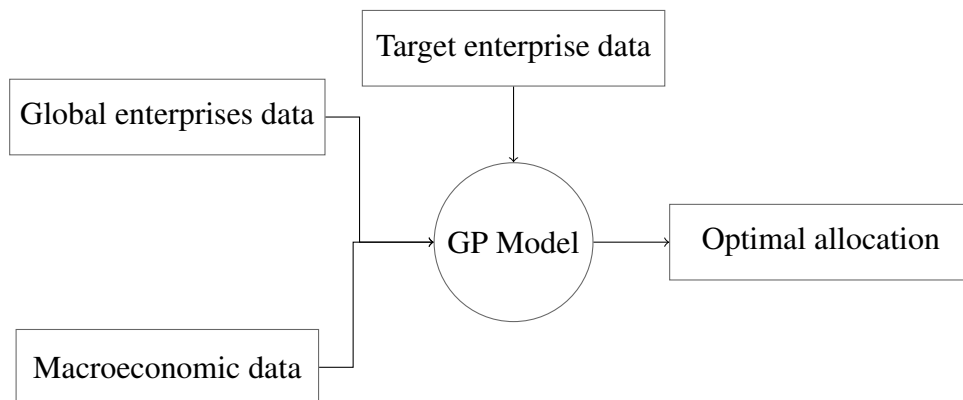 Target enterprise data
Global enterprises data
GP Model
Optimal allocation
Macroeconomic data